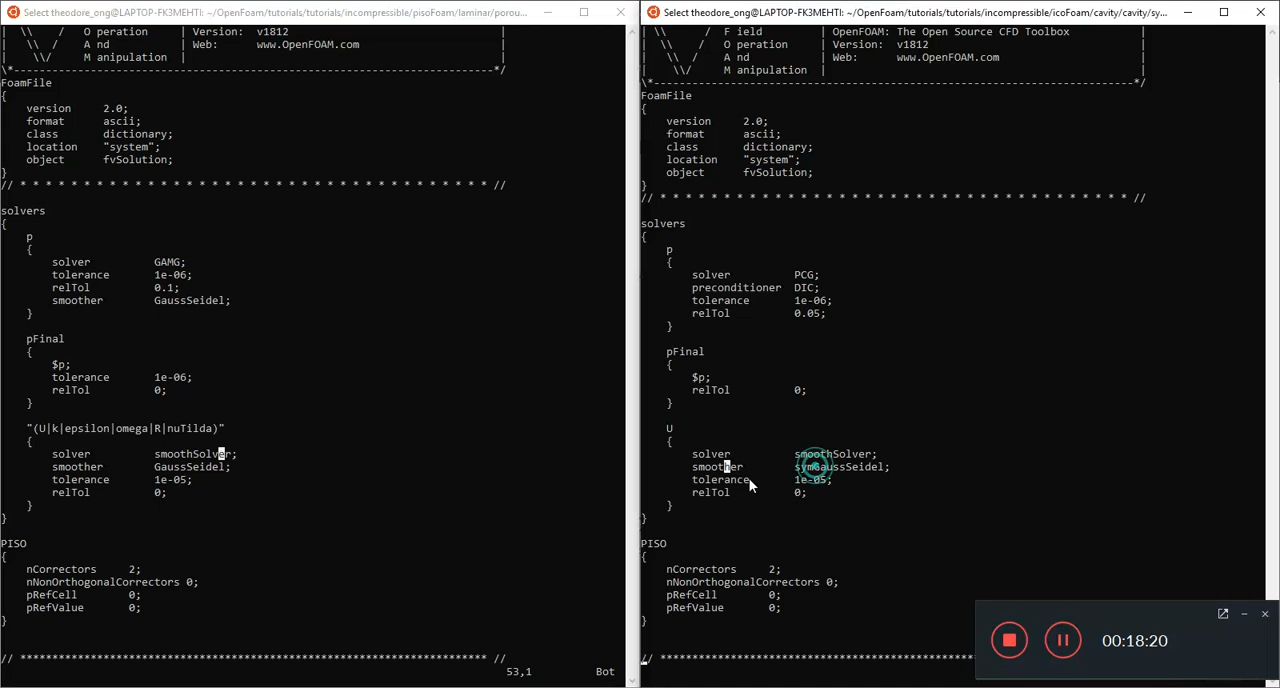 Select theodore_ong@LAPTOP-FK3MEHTI: ~/OpenFoam/tutorials/tutorials/incompressible/pisoFoam/laminar/porou...
\\ / O peration | Version: v1812 |
\\ / A nd | Web: www.OpenFOAM.com |
\\/ M anipulation | |
\*---------------------------------------------------------------------------*/
FoamFile
{
version 2.0;
format ascii;
class dictionary;
location "system";
object fvSolution;
}
// * * * * * * * * * * * * * * * * * * * * * * * * * * * * * * * * * * * * * //
solvers
{
p
{
solver GAMG;
tolerance 1e-06;
relTol 0.1;
smoother GaussSeidel;
}
pFinal
{
$p;
tolerance 1e-06;
relTol 0;
}
"(U|k|epsilon|omega|R|nuTilda)"
{
solver smoothSolver;
smoother GaussSeidel;
tolerance 1e-05;
relTol 0;
}
}
PISO
{
nCorrectors 2;
nNonOrthogonalCorrectors 0;
pRefCell 0;
pRefValue 0;
}
// ************************************************************************* //
53,1 Bot
Select theodore_ong@LAPTOP-FK3MEHTI: ~/OpenFoam/tutorials/tutorials/incompressible/icoFoam/cavity/cavity/sy...
\\ / F ield | OpenFOAM: The Open Source CFD Toolbox |
\\ / O peration | Version: v1812 |
\\ / A nd | Web: www.OpenFOAM.com |
\\/ M anipulation | |
\*---------------------------------------------------------------------------*/
FoamFile
{
version 2.0;
format ascii;
class dictionary;
location "system";
object fvSolution;
}
// * * * * * * * * * * * * * * * * * * * * * * * * * * * * * * * * * * * * * //
solvers
{
p
{
solver PCG;
preconditioner DIC;
tolerance 1e-06;
relTol 0.05;
}
pFinal
{
$p;
relTol 0;
}
U
{
solver smoothSolver;
smoother symGaussSeidel;
tolerance 1e-05;
relTol 0;
}
}
PISO
{
nCorrectors 2;
nNonOrthogonalCorrectors 0;
pRefCell 0;
pRefValue 0;
}
// **************************************************
00:18:20